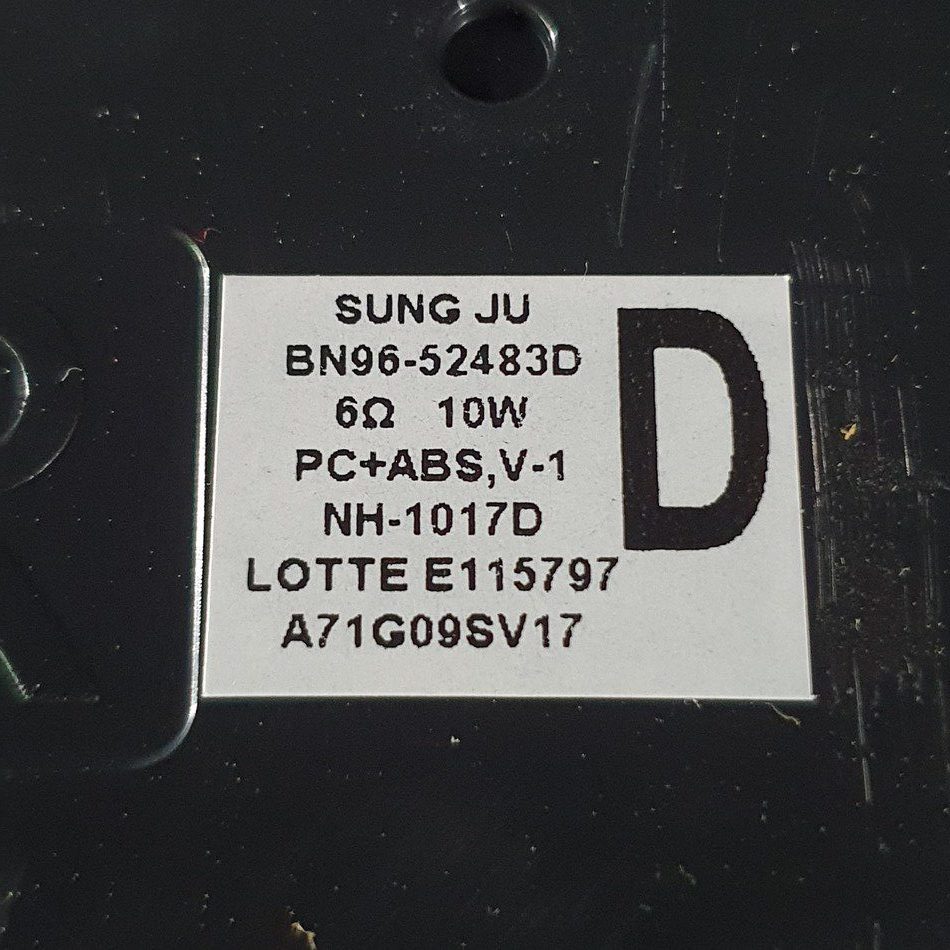 SUNG JU
BN96-52483D
6Ω 10W
PC+ABS,V-1
NH-1017D
LOTTE E115797
A71G09SV17
D